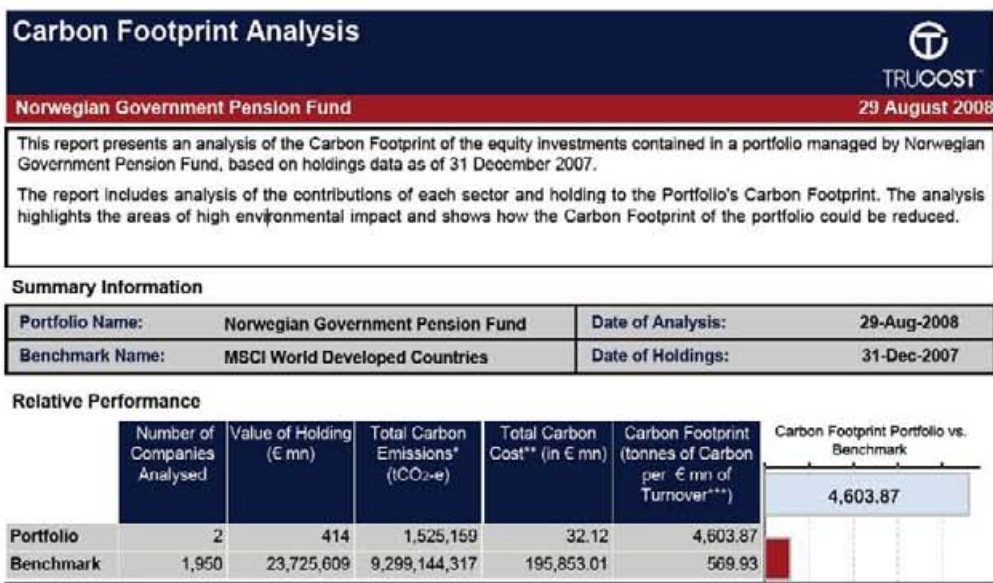 Carbon Footprint Analysis
TRUCOST
Norwegian Government Pension Fund 29 August 2008
This report presents an analysis of the Carbon Footprint of the equity investments contained in a portfolio managed by Norwegian
Government Pension Fund, based on holdings data as of 31 December 2007.
The report includes analysis of the contributions of each sector and holding to the Portfolio's Carbon Footprint. The analysis
highlights the areas of high environmental impact and shows how the Carbon Footprint of the portfolio could be reduced.
Summary Information
Portfolio Name: Norwegian Government Pension Fund Date of Analysis: 29-Aug-2008
Benchmark Name: MSCI World Developed Countries Date of Holdings: 31-Dec-2007
Relative Performance
Number of Companies Analysed
Value of Holding (€ mn)
Total Carbon Emissions* (tCO2-e)
Total Carbon Cost** (in € mn)
Carbon Footprint (tonnes of Carbon per € mn of Turnover***)
Carbon Footprint Portfolio vs. Benchmark
4,603.87
Portfolio 2 414 1,525,159 32.12 4,603.87
Benchmark 1,950 23,725,609 9,299,144,317 195,853.01 569.93